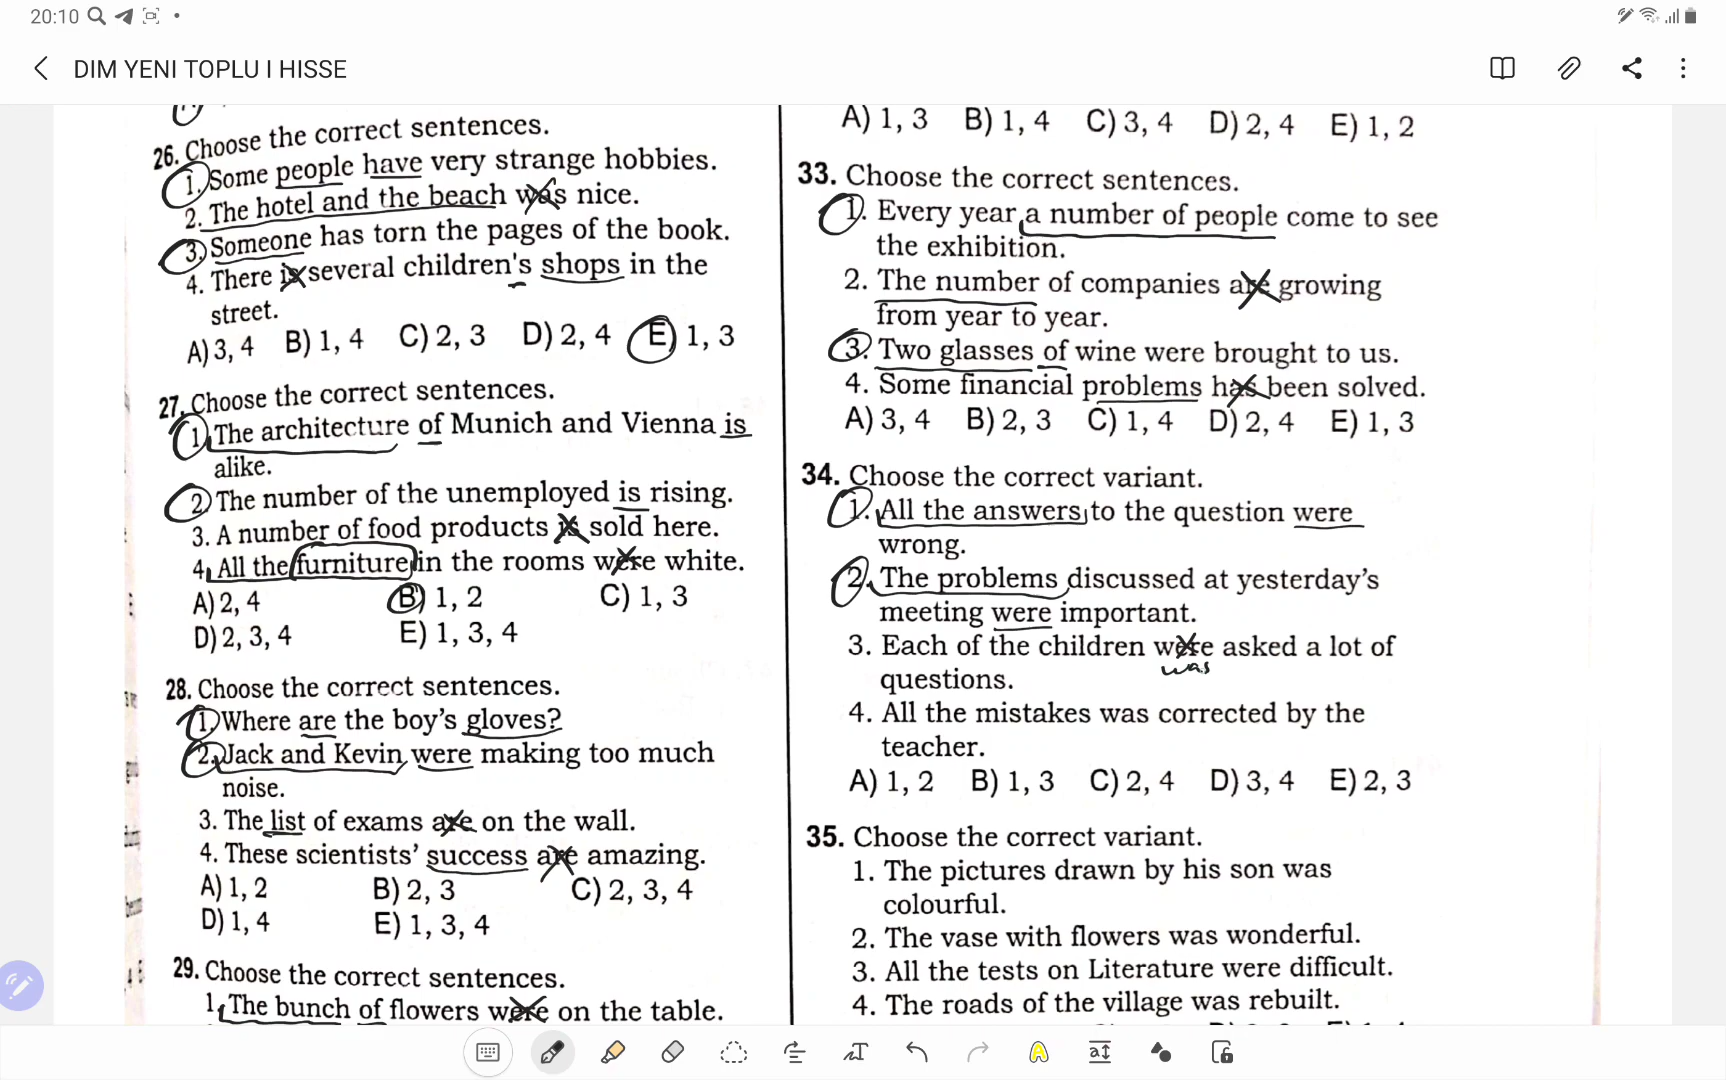 20:10
DIM YENI TOPLU I HISSE
26. Choose the correct sentences.
1. Some people have very strange hobbies.
2. The hotel and the beach was nice.
3. Someone has torn the pages of the book.
4. There is several children's shops in the
street.
A) 3, 4 B) 1, 4 C) 2, 3 D) 2, 4 E) 1, 3
27. Choose the correct sentences.
1. The architecture of Munich and Vienna is
alike.
2. The number of the unemployed is rising.
3. A number of food products is sold here.
4. All the furniture in the rooms were white.
A) 2, 4 B) 1, 2 C) 1, 3
D) 2, 3, 4 E) 1, 3, 4
28. Choose the correct sentences.
1. Where are the boy's gloves?
2. Jack and Kevin were making too much
noise.
3. The list of exams are on the wall.
4. These scientists' success are amazing.
A) 1, 2 B) 2, 3 C) 2, 3, 4
D) 1, 4 E) 1, 3, 4
29. Choose the correct sentences.
1. The bunch of flowers were on the table.
A) 1, 3 B) 1, 4 C) 3, 4 D) 2, 4 E) 1, 2
33. Choose the correct sentences.
1. Every year a number of people come to see
the exhibition.
2. The number of companies are growing
from year to year.
3. Two glasses of wine were brought to us.
4. Some financial problems has been solved.
A) 3, 4 B) 2, 3 C) 1, 4 D) 2, 4 E) 1, 3
34. Choose the correct variant.
1. All the answers to the question were
wrong.
2. The problems discussed at yesterday's
meeting were important.
3. Each of the children were asked a lot of
was
questions.
4. All the mistakes was corrected by the
teacher.
A) 1, 2 B) 1, 3 C) 2, 4 D) 3, 4 E) 2, 3
35. Choose the correct variant.
1. The pictures drawn by his son was
colourful.
2. The vase with flowers was wonderful.
3. All the tests on Literature were difficult.
4. The roads of the village was rebuilt.